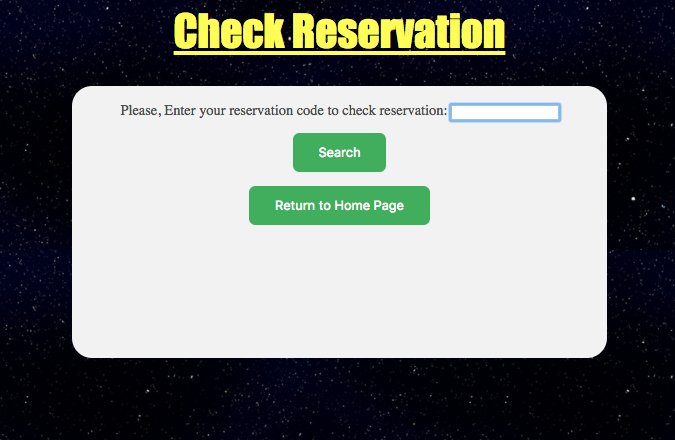 Check Reservation
Please, Enter your reservation code to check reservation:
Search
Return to Home Page